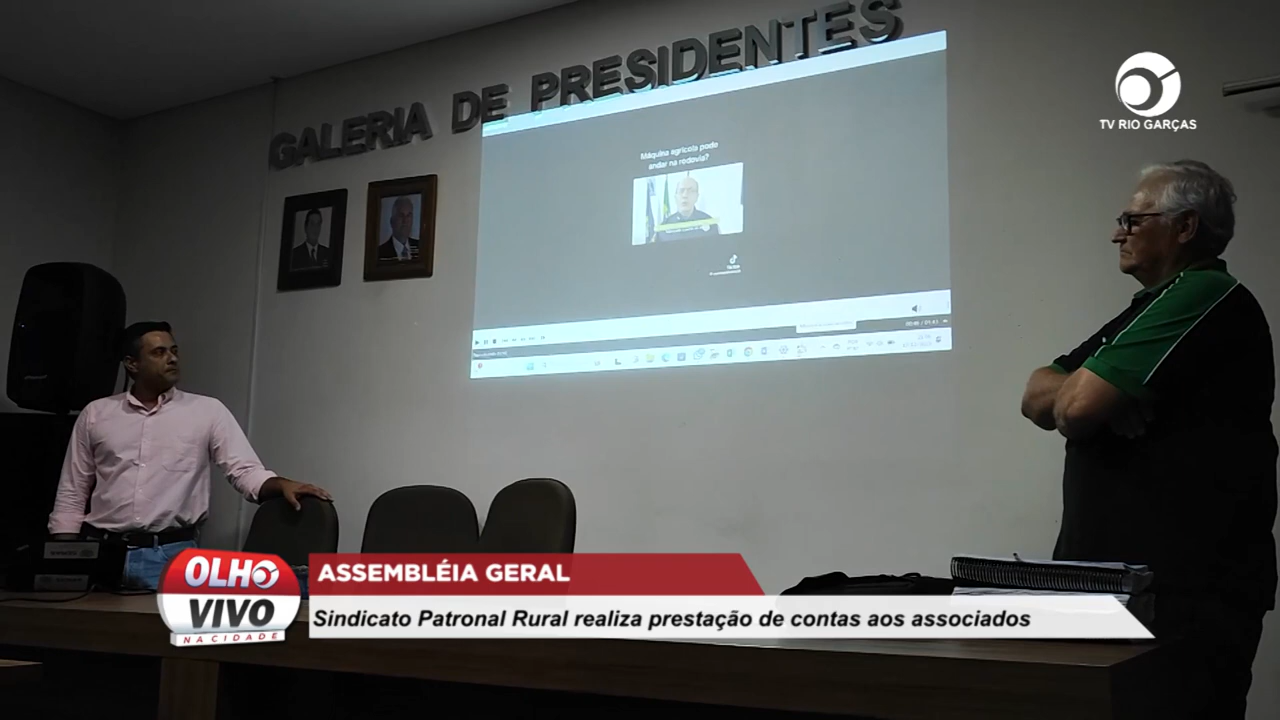 GALERIA DE PRESIDENTES
TV RIO GARÇAS
Máquina agrícola pode
andar na rodovia?
OLHO
VIVO
NA CIDADE
ASSEMBLÉIA GERAL
Sindicato Patronal Rural realiza prestação de contas aos associados